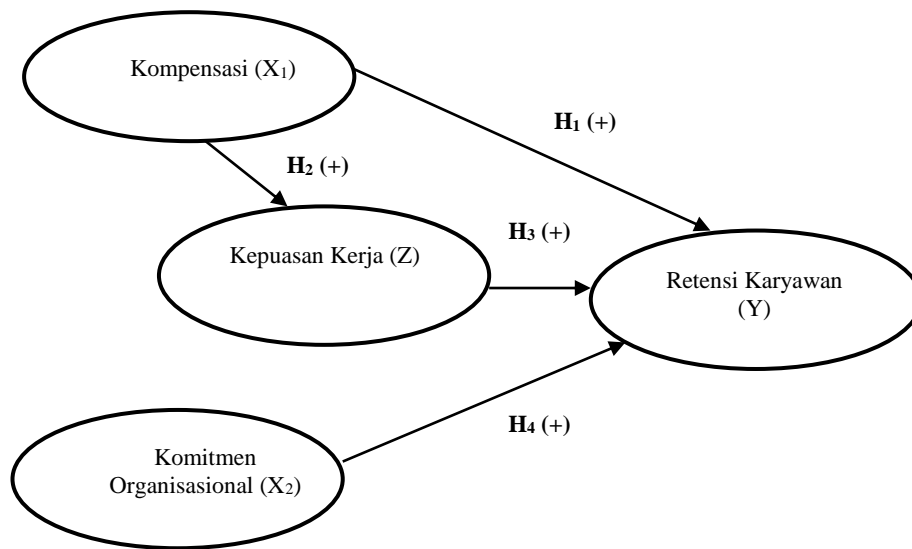 Kompensasi (X₁)
H₁ (+)
H₂ (+)
Kepuasan Kerja (Z)
H₃ (+)
Retensi Karyawan
(Y)
H₄ (+)
Komitmen
Organisasional (X₂)